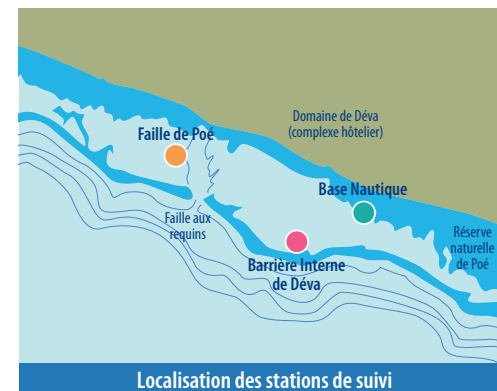 Domaine de Déva
(complexe hôtelier)
Faille de Poé
Base Nautique
Faille aux
requins
Réserve
naturelle
de Poé
Barrière Interne
de Déva
Localisation des stations de suivi